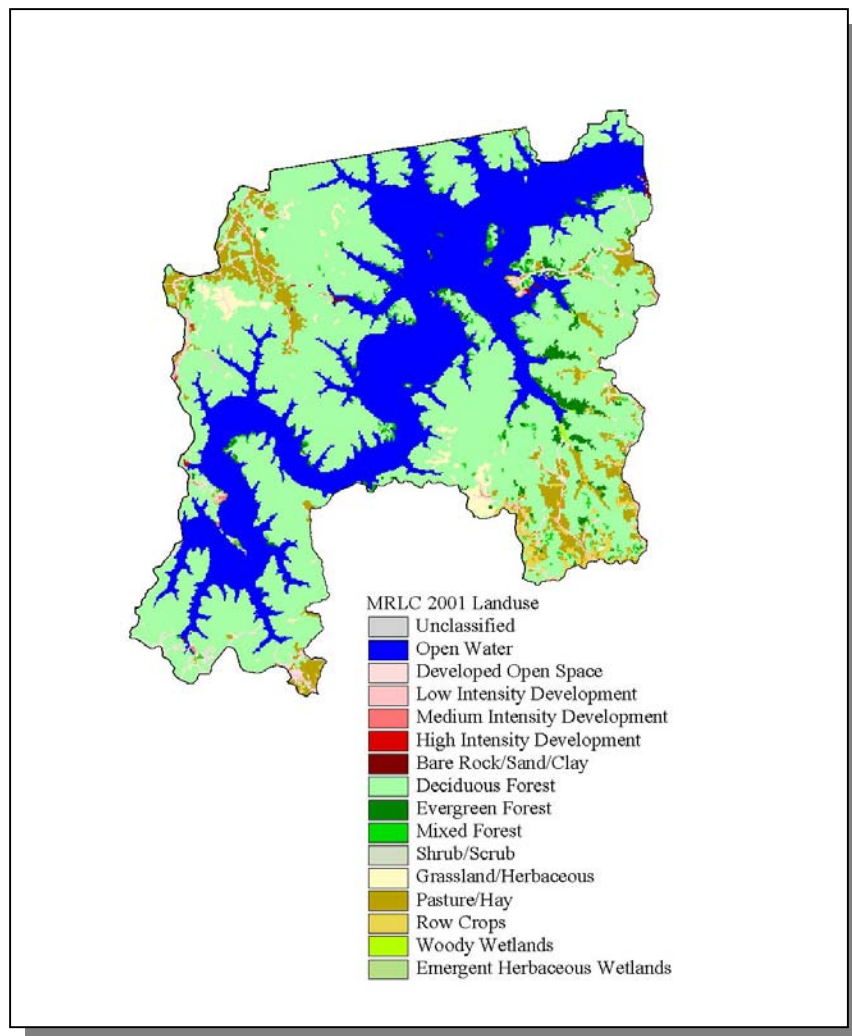 MRLC 2001 Landuse
Unclassified
Open Water
Developed Open Space
Low Intensity Development
Medium Intensity Development
High Intensity Development
Bare Rock/Sand/Clay
Deciduous Forest
Evergreen Forest
Mixed Forest
Shrub/Scrub
Grassland/Herbaceous
Pasture/Hay
Row Crops
Woody Wetlands
Emergent Herbaceous Wetlands